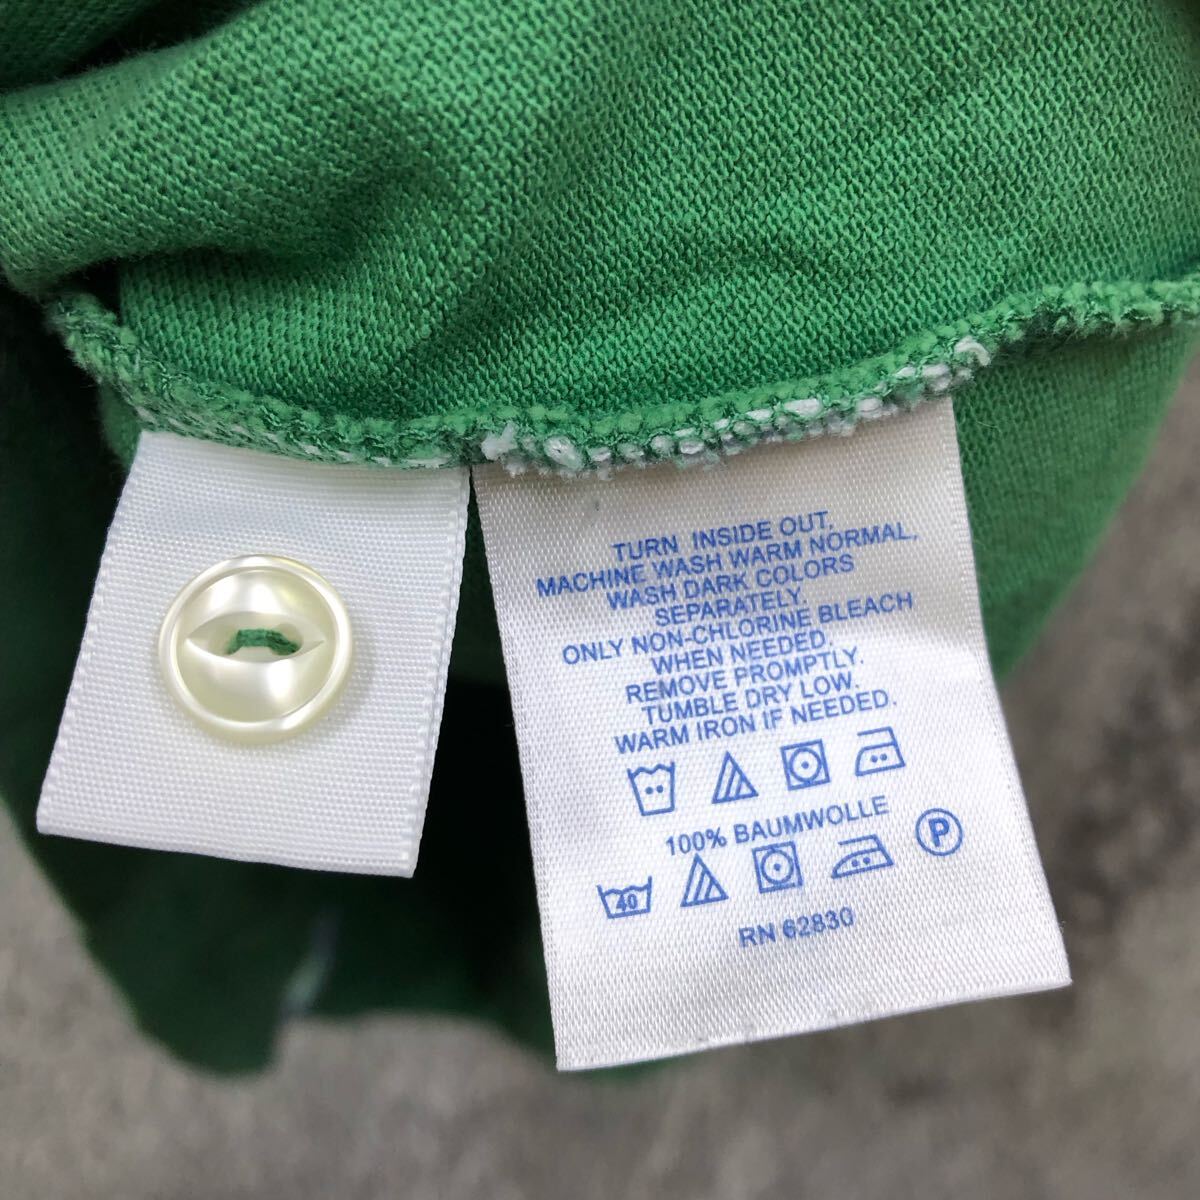 TURN INSIDE OUT,
MACHINE WASH WARM NORMAL,
WASH DARK COLORS
SEPARATELY.
ONLY NON-CHLORINE BLEACH
WHEN NEEDED.
REMOVE PROMPTLY.
TUMBLE DRY LOW.
WARM IRON IF NEEDED.
100% BAUMWOLLE
40
P
RN 62830